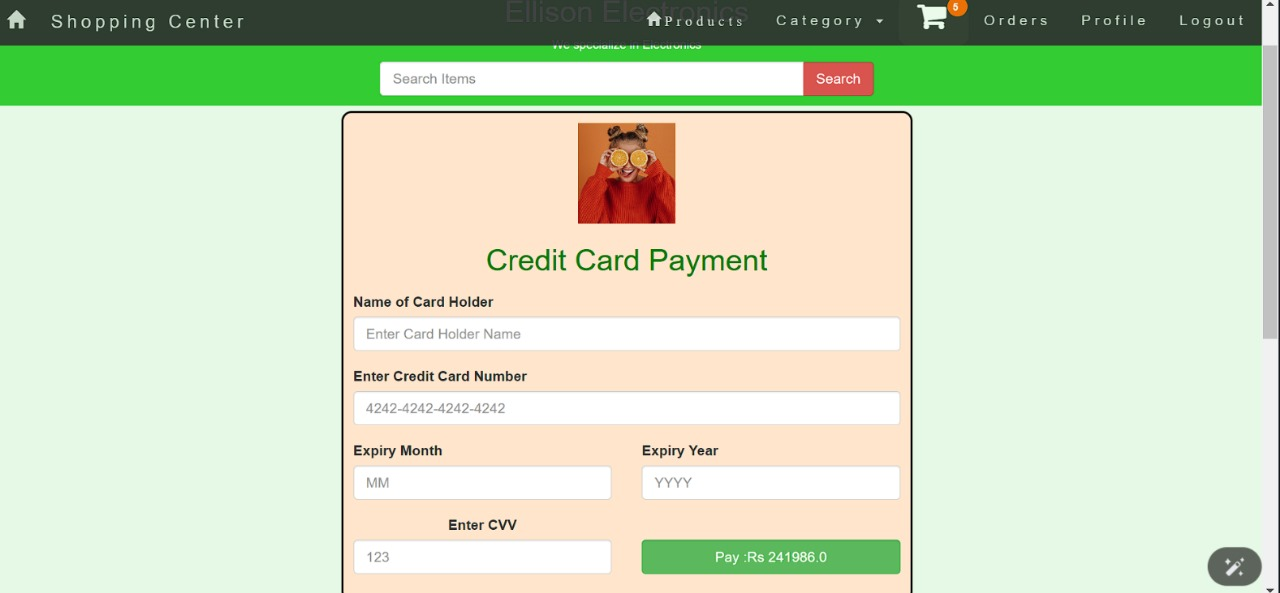 Shopping Center
Ellison Electronics
Products
Category
5
Orders
Profile
Logout
We specialize in Electronics
Search Items
Search
Credit Card Payment
Name of Card Holder
Enter Card Holder Name
Enter Credit Card Number
4242-4242-4242-4242
Expiry Month
Expiry Year
MM
YYYY
Enter CVV
123
Pay :Rs 241986.0